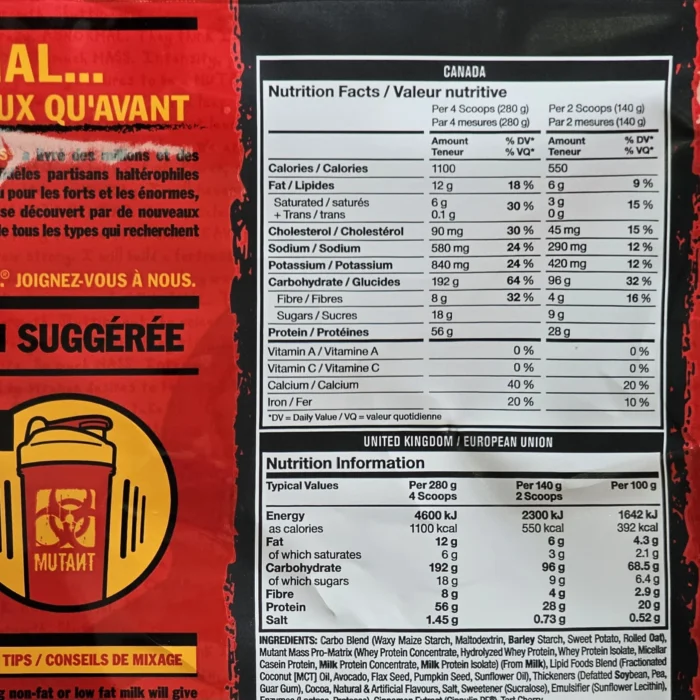 AL...
UX QU'AVANT
a livré des millions et des
fidèles partisans haltérophiles
pour les forts et les énormes,
se découvert par de nouveaux
de tous les types qui recherchent
JOIGNEZ-VOUS À NOUS.
SUGGÉRÉE
MUTANT
TIPS / CONSEILS DE MIXAGE
non-fat or low fat milk will give
CANADA
Nutrition Facts / Valeur nutritive
Per 4 Scoops (280 g) Per 2 Scoops (140 g)
Par 4 mesures (280 g) Par 2 mesures (140 g)
Amount % DV* Amount % DV*
Teneur % VQ* Teneur % VQ*
Calories / Calories 1100 550
Fat / Lipides 12 g 18 % 6 g 9 %
Saturated / saturés 6 g 30 % 3 g 15 %
+ Trans / trans 0.1 g 0 g
Cholesterol / Cholestérol 90 mg 30 % 45 mg 15 %
Sodium / Sodium 580 mg 24 % 290 mg 12 %
Potassium / Potassium 840 mg 24 % 420 mg 12 %
Carbohydrate / Glucides 192 g 64 % 96 g 32 %
Fibre / Fibres 8 g 32 % 4 g 16 %
Sugars / Sucres 18 g 9 g
Protein / Protéines 56 g 28 g
Vitamin A / Vitamine A 0 % 0 %
Vitamin C / Vitamine C 0 % 0 %
Calcium / Calcium 40 % 20 %
Iron / Fer 20 % 10 %
*DV = Daily Value / VQ = valeur quotidienne
UNITED KINGDOM / EUROPEAN UNION
Nutrition Information
Typical Values Per 280 g Per 140 g Per 100 g
4 Scoops 2 Scoops
Energy 4600 kJ 2300 kJ 1642 kJ
as calories 1100 kcal 550 kcal 392 kcal
Fat 12 g 6 g 4.3 g
of which saturates 6 g 3 g 2.1 g
Carbohydrate 192 g 96 g 68.5 g
of which sugars 18 g 9 g 6.4 g
Fibre 8 g 4 g 2.9 g
Protein 56 g 28 g 20 g
Salt 1.45 g 0.73 g 0.52 g
INGREDIENTS: Carbo Blend (Waxy Maize Starch, Maltodextrin, Barley Starch, Sweet Potato, Rolled Oat),
Mutant Mass Pro-Matrix (Whey Protein Concentrate, Hydrolyzed Whey Protein, Whey Protein Isolate, Micellar
Casein Protein, Milk Protein Concentrate, Milk Protein Isolate) (From Milk), Lipid Foods Blend (Fractionated
Coconut [MCT] Oil, Avocado, Flax Seed, Pumpkin Seed, Sunflower Oil), Thickeners (Defatted Soybean, Pea,
Guar Gum), Cocoa, Natural & Artificial Flavours, Salt, Sweetener (Sucralose), Emulsifier (Sunflower Lecithin),